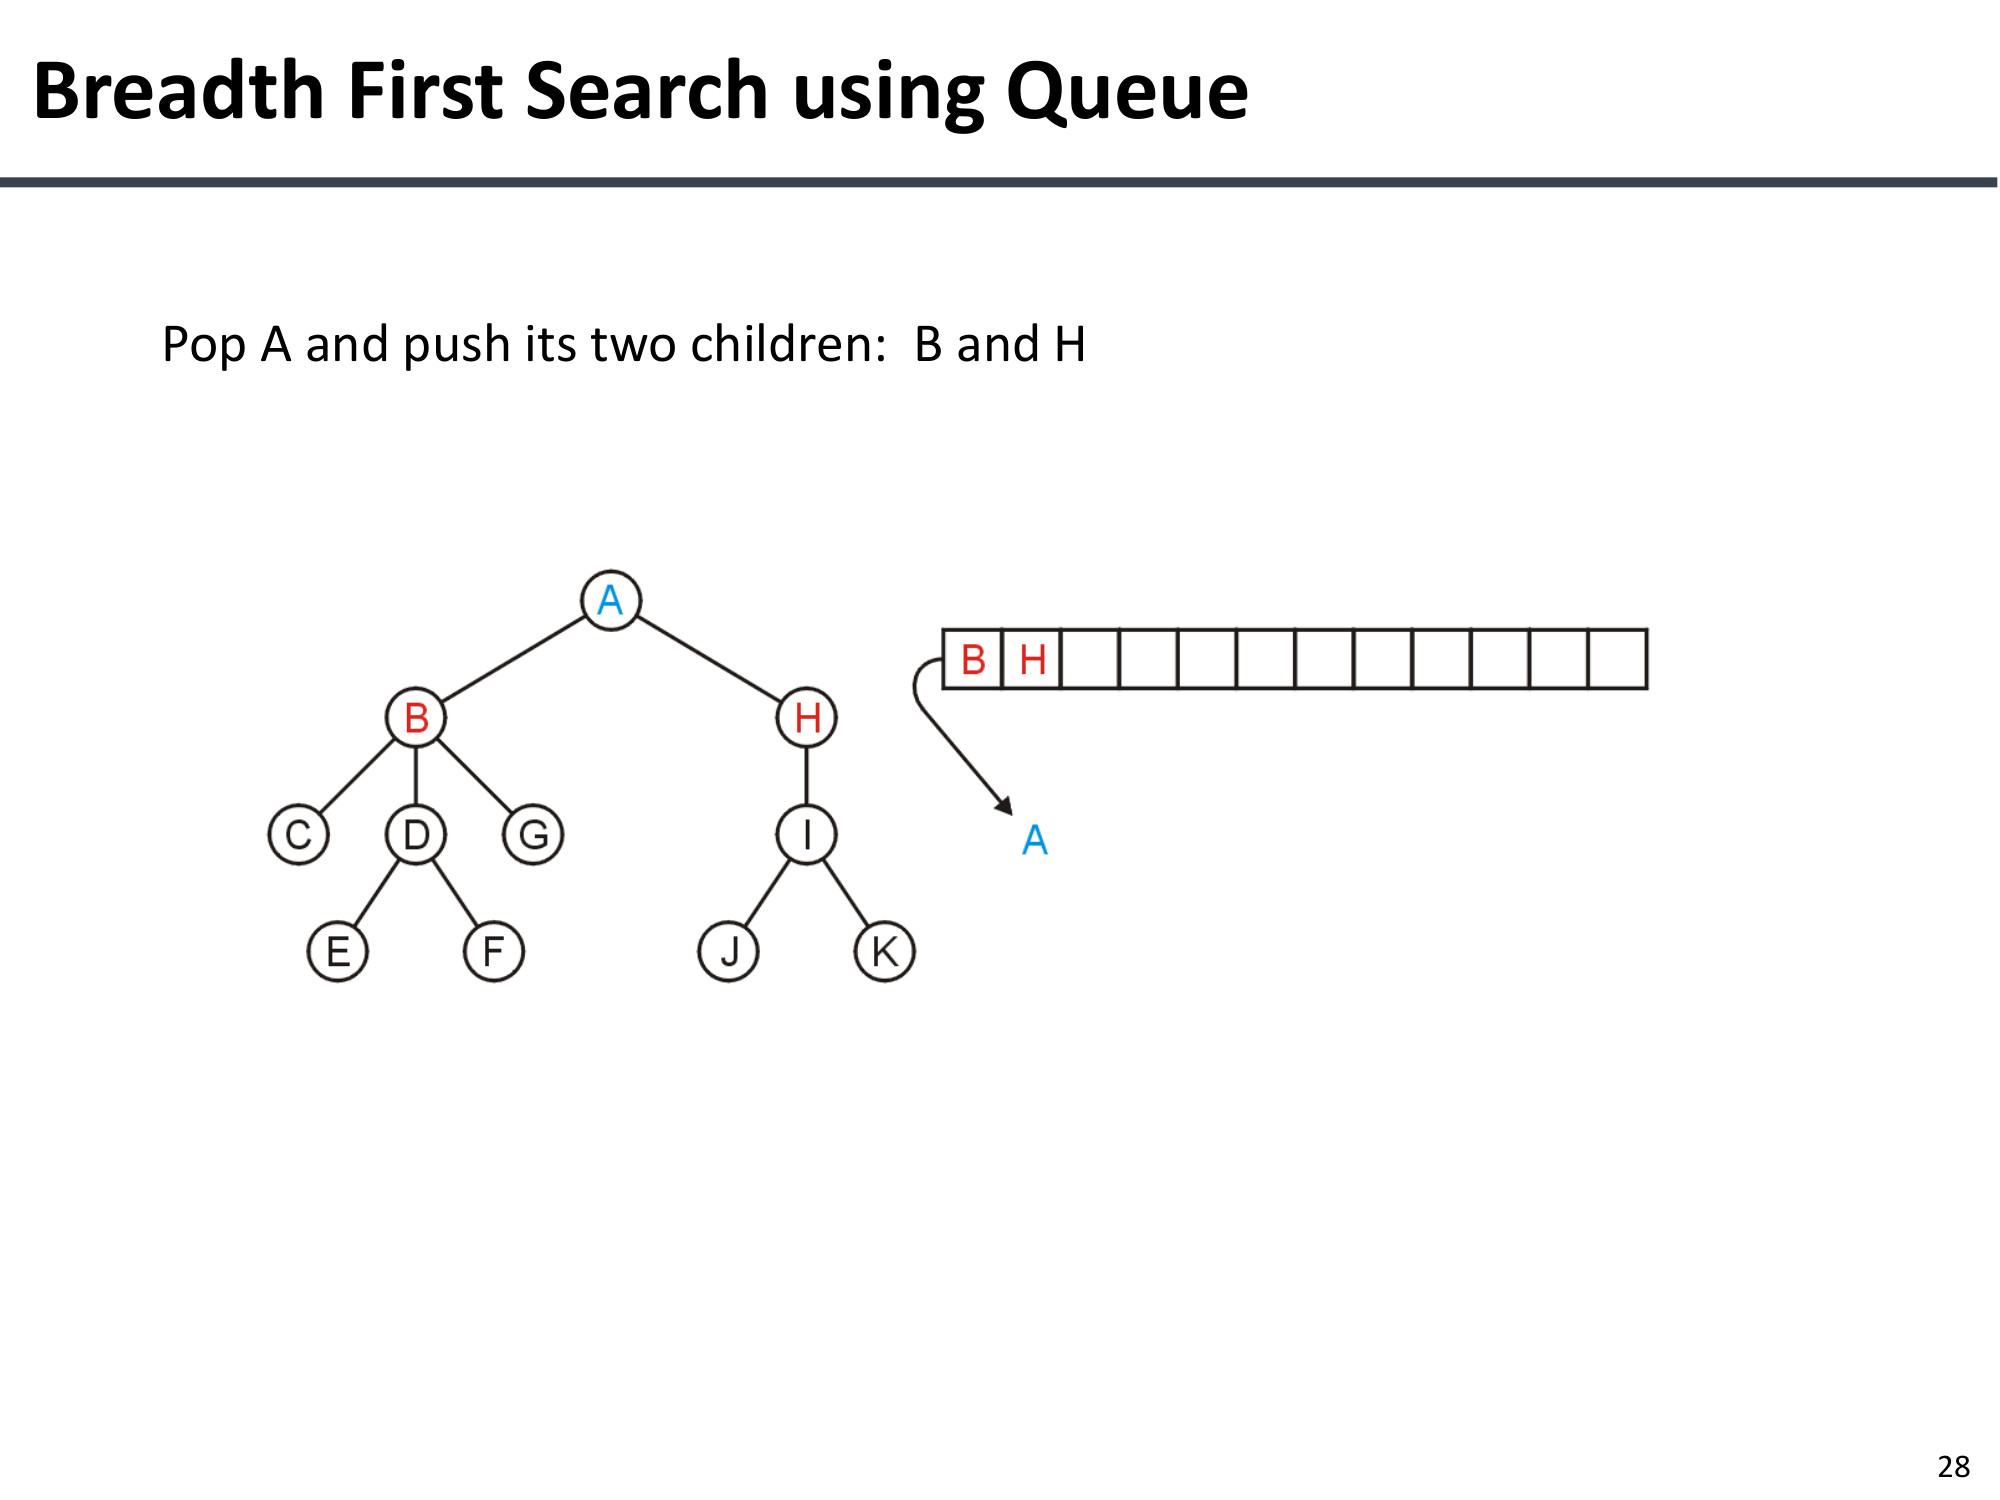 Breadth First Search using Queue
Pop A and push its two children:  B and H
A
B H
B H
C D G I
A
E F J K
28